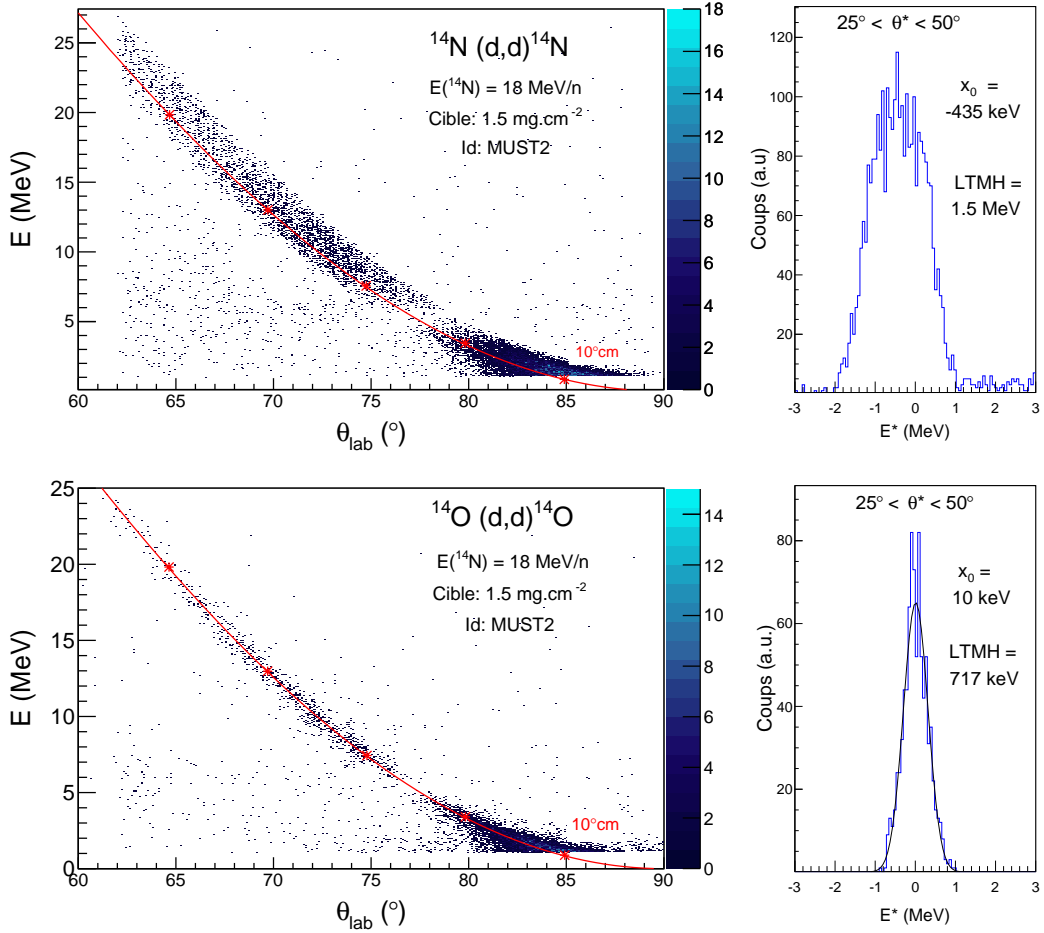 ¹⁴N (d,d)¹⁴N
E(¹⁴N) = 18 MeV/n
Cible: 1.5 mg.cm⁻²
Id: MUST2
10°cm
E (MeV)
25
20
15
10
5
60 65 70 75 80 85 90
θlab (°)
18
16
14
12
10
8
6
4
2
0
25° < θ* < 50°
x₀ =
-435 keV
LTMH =
1.5 MeV
Coups (a.u)
120
100
80
60
40
20
-3 -2 -1 0 1 2 3
E* (MeV)
¹⁴O (d,d)¹⁴O
E(¹⁴N) = 18 MeV/n
Cible: 1.5 mg.cm⁻²
Id: MUST2
10°cm
E (MeV)
25
20
15
10
5
0
60 65 70 75 80 85 90
θlab (°)
14
12
10
8
6
4
2
0
25° < θ* < 50°
x₀ =
10 keV
LTMH =
717 keV
Coups (a.u.)
80
60
40
20
-3 -2 -1 0 1 2 3
E* (MeV)